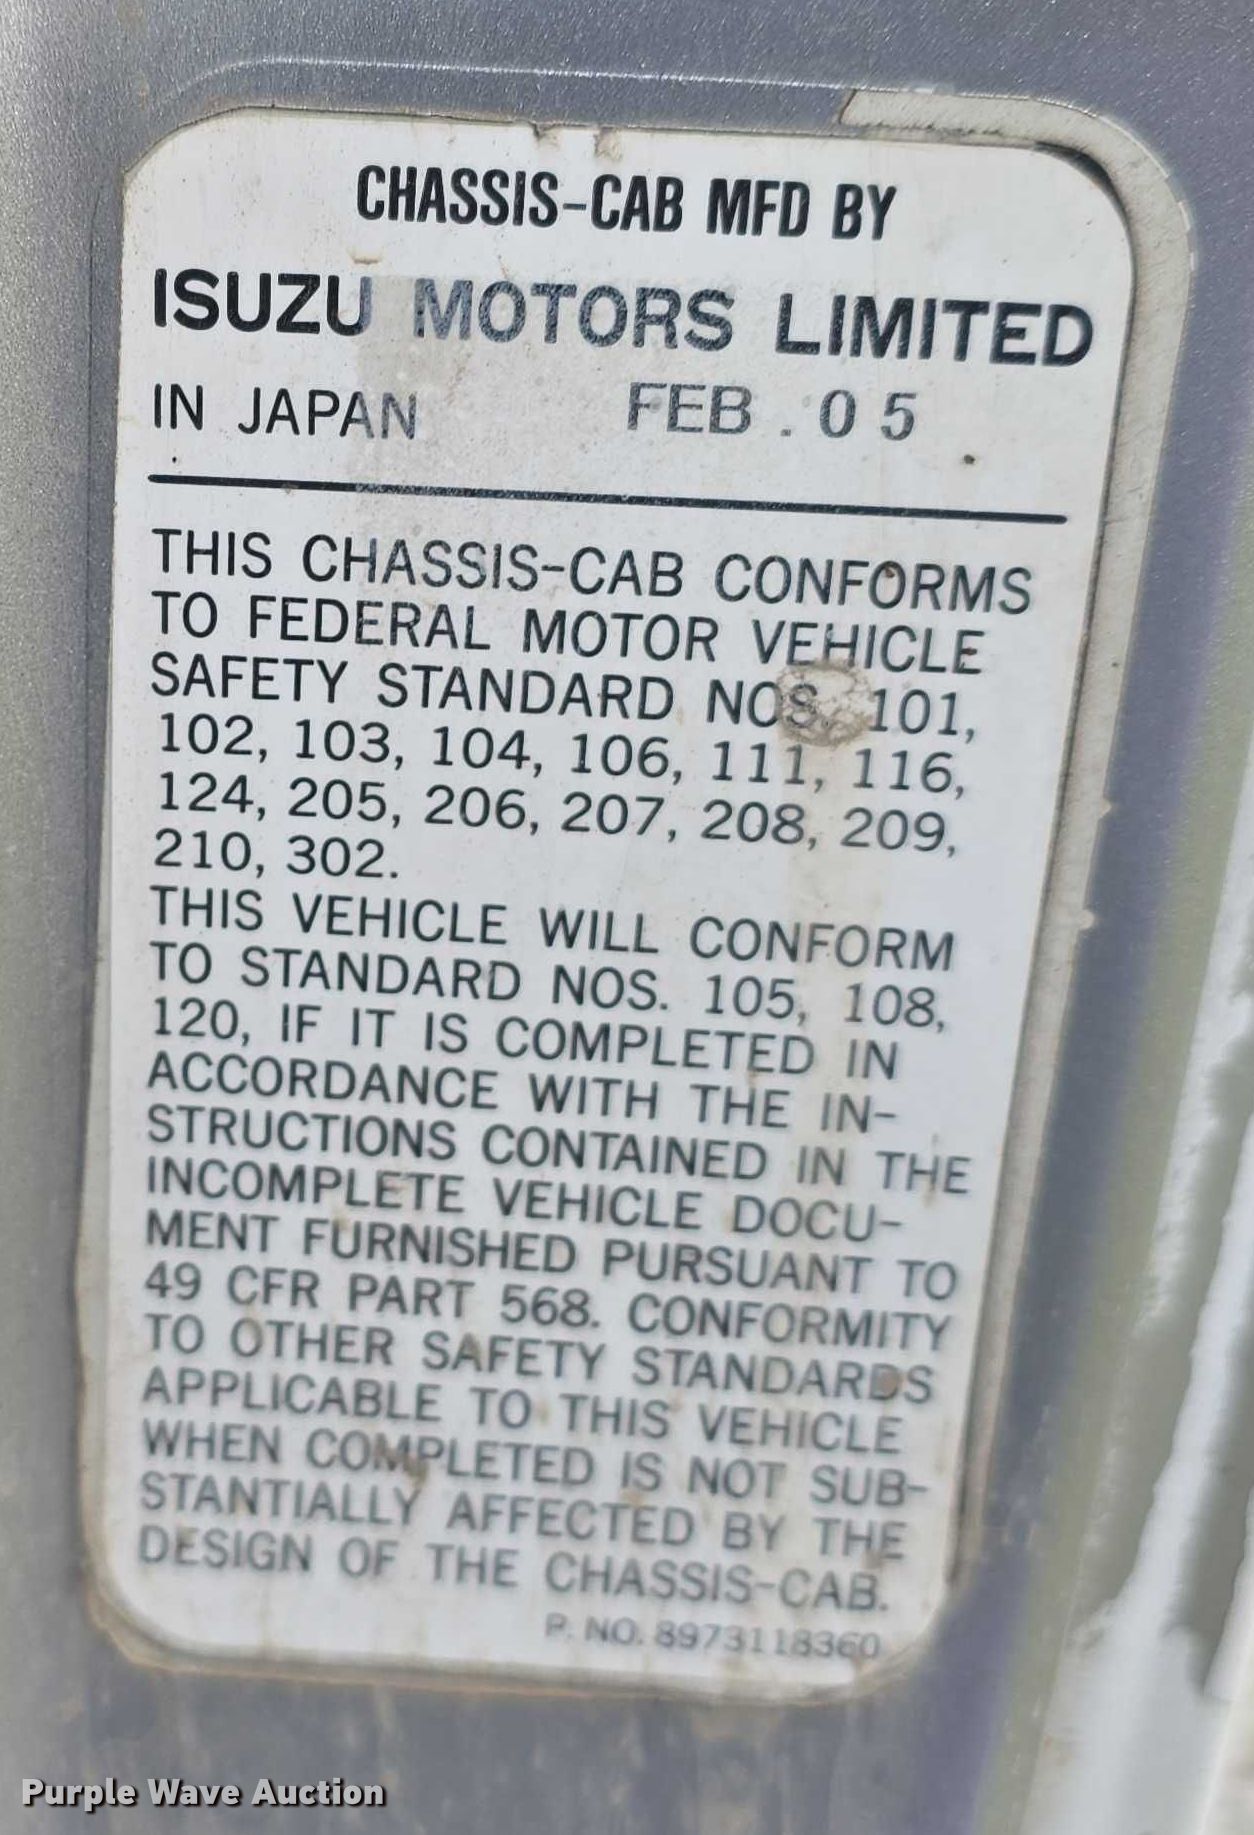 CHASSIS-CAB MFD BY
ISUZU MOTORS LIMITED
IN JAPAN FEB . 0 5
THIS CHASSIS-CAB CONFORMS
TO FEDERAL MOTOR VEHICLE
SAFETY STANDARD NOS. 101,
102, 103, 104, 106, 111, 116,
124, 205, 206, 207, 208, 209,
210, 302.
THIS VEHICLE WILL CONFORM
TO STANDARD NOS. 105, 108,
120, IF IT IS COMPLETED IN
ACCORDANCE WITH THE IN-
STRUCTIONS CONTAINED IN THE
INCOMPLETE VEHICLE DOCU-
MENT FURNISHED PURSUANT TO
49 CFR PART 568. CONFORMITY
TO OTHER SAFETY STANDARDS
APPLICABLE TO THIS VEHICLE
WHEN COMPLETED IS NOT SUB-
STANTIALLY AFFECTED BY THE
DESIGN OF THE CHASSIS-CAB.
P. NO. 8973118360
Purple Wave Auction